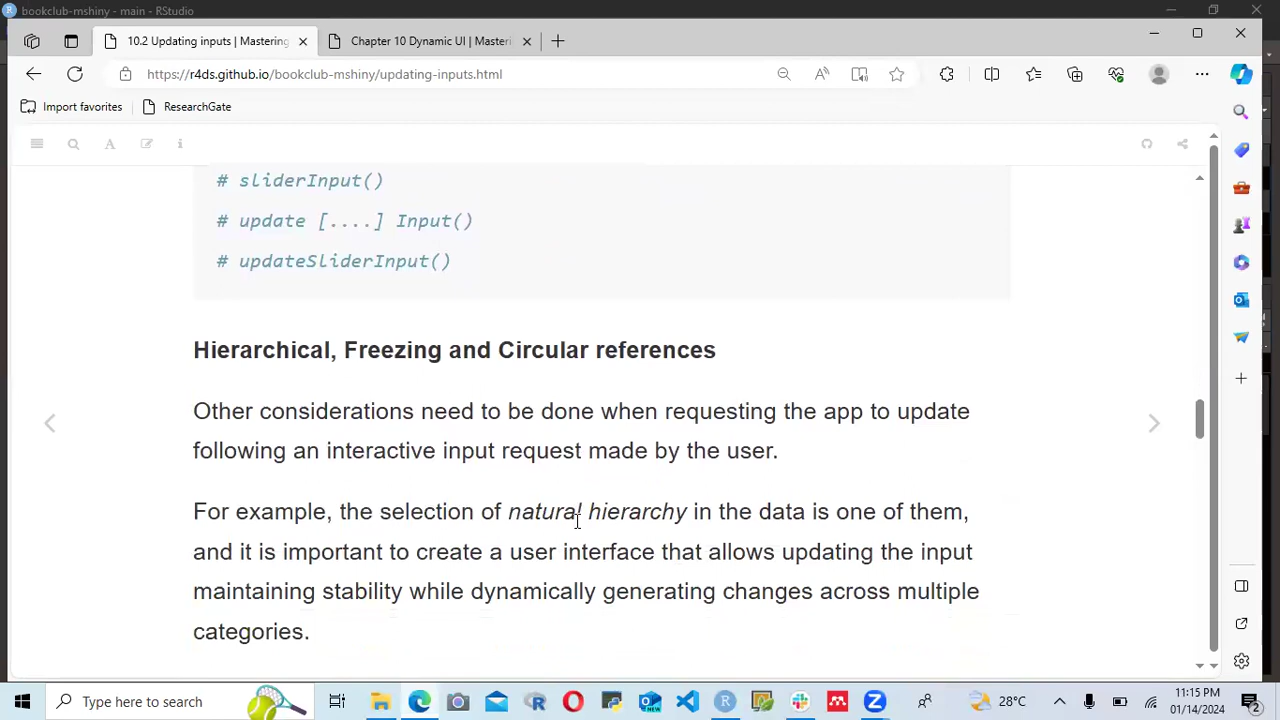 bookclub-mshiny - main - RStudio
10.2 Updating inputs | Mastering
Chapter 10 Dynamic UI | Masteri
https://r4ds.github.io/bookclub-mshiny/updating-inputs.html
Import favorites
ResearchGate
# sliderInput()
# update [....] Input()
# updateSliderInput()
Hierarchical, Freezing and Circular references
Other considerations need to be done when requesting the app to update
following an interactive input request made by the user.
For example, the selection of natural hierarchy in the data is one of them,
and it is important to create a user interface that allows updating the input
maintaining stability while dynamically generating changes across multiple
categories.
Type here to search
28°C
11:15 PM
01/14/2024
2